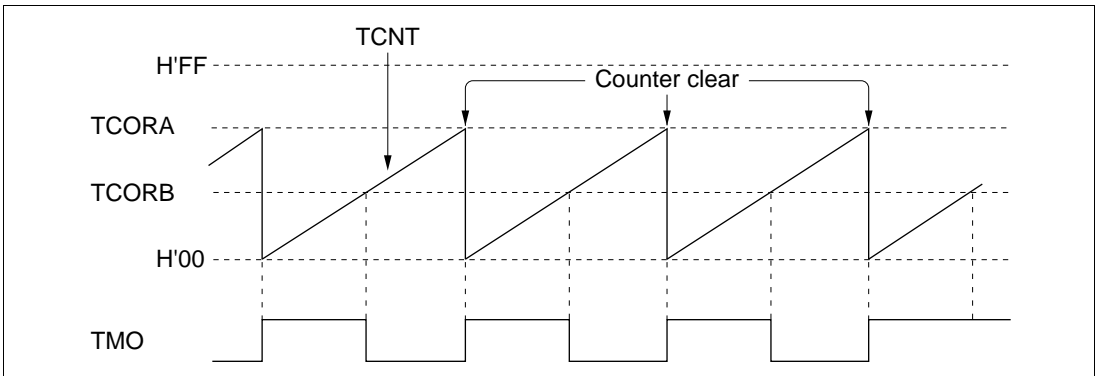 TCNT
H'FF
Counter clear
TCORA
TCORB
H'00
TMO